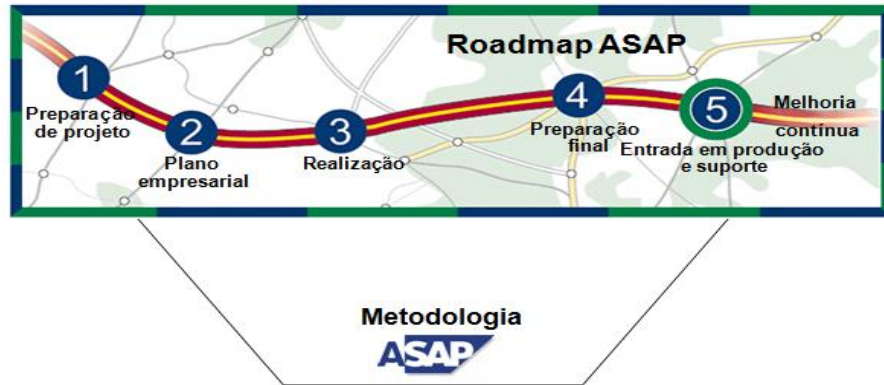 Roadmap ASAP
1
Preparação
de projeto
2
Plano
empresarial
3
Realização
4
Preparação
final
5
Entrada em produção
e suporte
Melhoria
contínua
Metodologia
ASAP